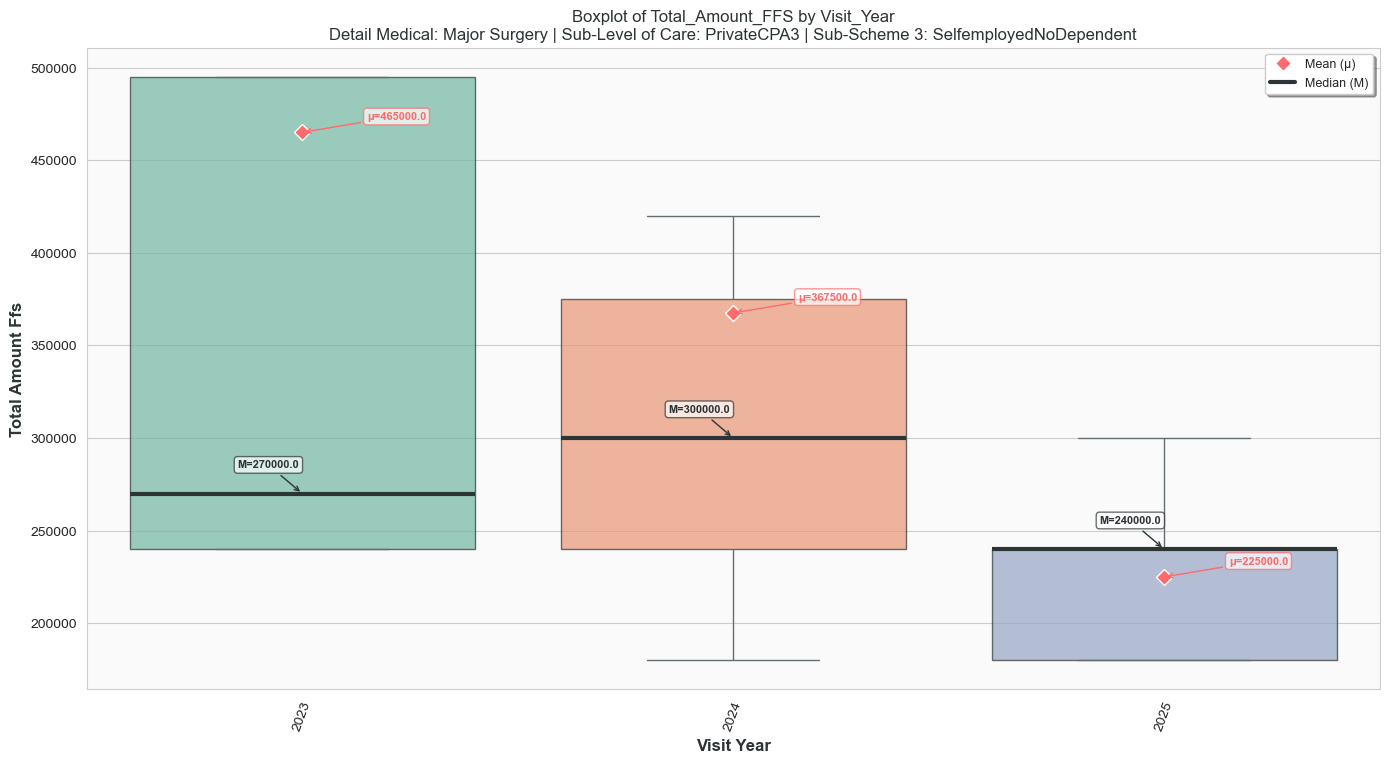 Boxplot of Total_Amount_FFS by Visit_Year
Detail Medical: Major Surgery | Sub-Level of Care: PrivateCPA3 | Sub-Scheme 3: SelfemployedNoDependent
Mean (μ)
Median (M)
Total Amount Ffs
500000
450000
400000
350000
300000
250000
200000
μ=465000.0
M=270000.0
μ=367500.0
M=300000.0
M=240000.0
μ=225000.0
2023
2024
2025
Visit Year